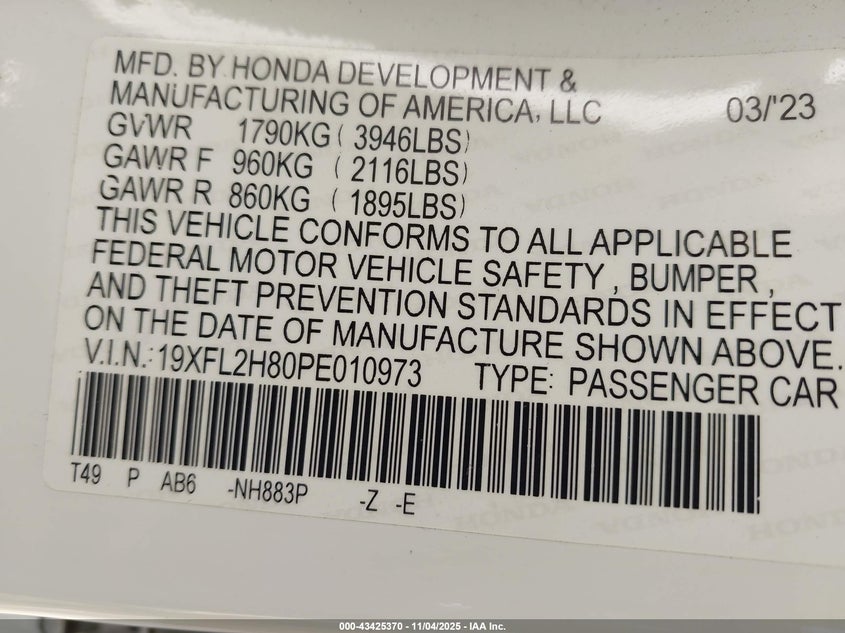 MFD. BY HONDA DEVELOPMENT &
MANUFACTURING OF AMERICA, LLC 03/'23
GVWR 1790KG ( 3946LBS)
GAWR F 960KG ( 2116LBS)
GAWR R 860KG ( 1895LBS)
THIS VEHICLE CONFORMS TO ALL APPLICABLE
FEDERAL MOTOR VEHICLE SAFETY , BUMPER ,
AND THEFT PREVENTION STANDARDS IN EFFECT
ON THE DATE OF MANUFACTURE SHOWN ABOVE.
V.I.N.: 19XFL2H80PE010973 TYPE: PASSENGER CAR
T49 P AB6 -NH883P -Z -E
000-43425370 - 11/04/2025 - IAA Inc.